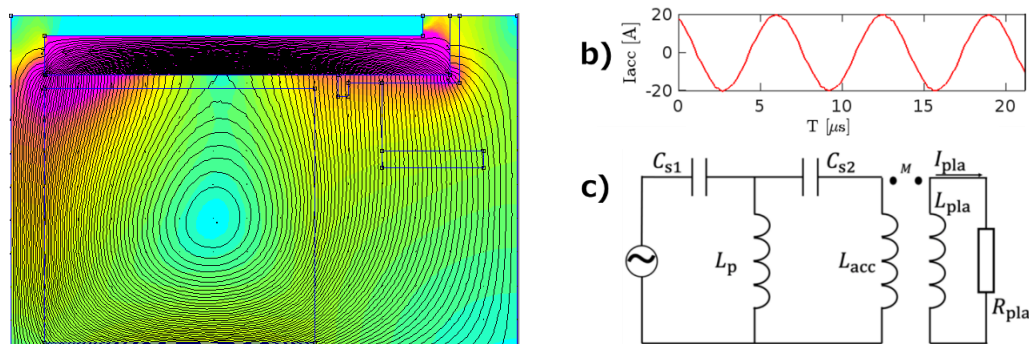 b)
Iacc [A]
20
0
-20
0
5
10
15
20
T [μs]
c)
Cs1
Cs2
M
Ipla
Lpla
Lp
Lacc
Rpla